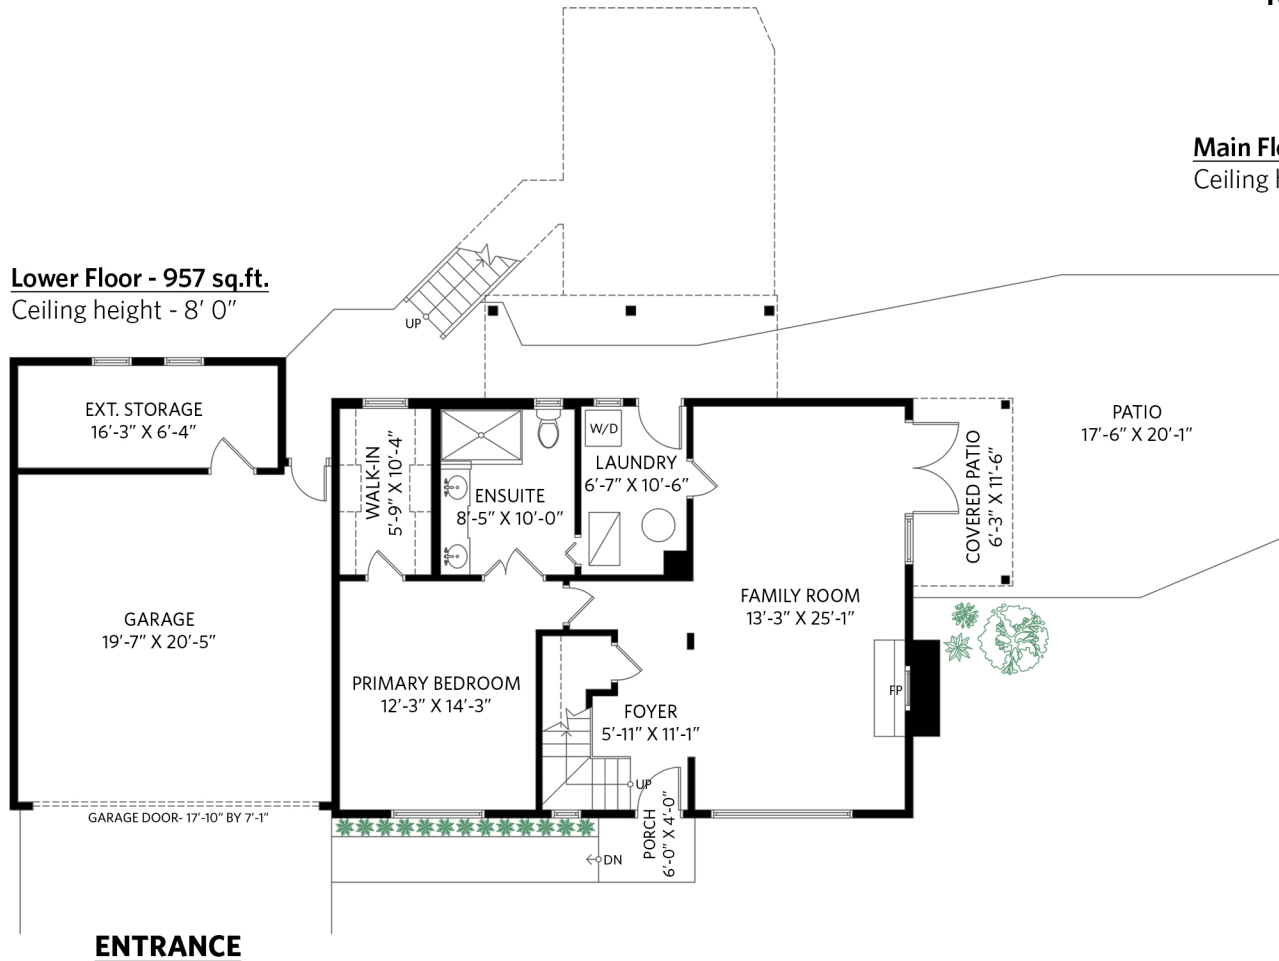 Main Fl
Ceiling
Lower Floor - 957 sq.ft.
Ceiling height - 8' 0"
UP
EXT. STORAGE
16'-3" X 6'-4"
WALK-IN
5'-9" X 10'-4"
ENSUITE
8'-5" X 10'-0"
W/D
LAUNDRY
6'-7" X 10'-6"
COVERED PATIO
6'-3" X 11'-6"
PATIO
17'-6" X 20'-1"
GARAGE
19'-7" X 20'-5"
FAMILY ROOM
13'-3" X 25'-1"
PRIMARY BEDROOM
12'-3" X 14'-3"
FOYER
5'-11" X 11'-1"
FP
UP
GARAGE DOOR- 17'-10" BY 7'-1"
PORCH
6'-0" X 4'-0"
DN
ENTRANCE